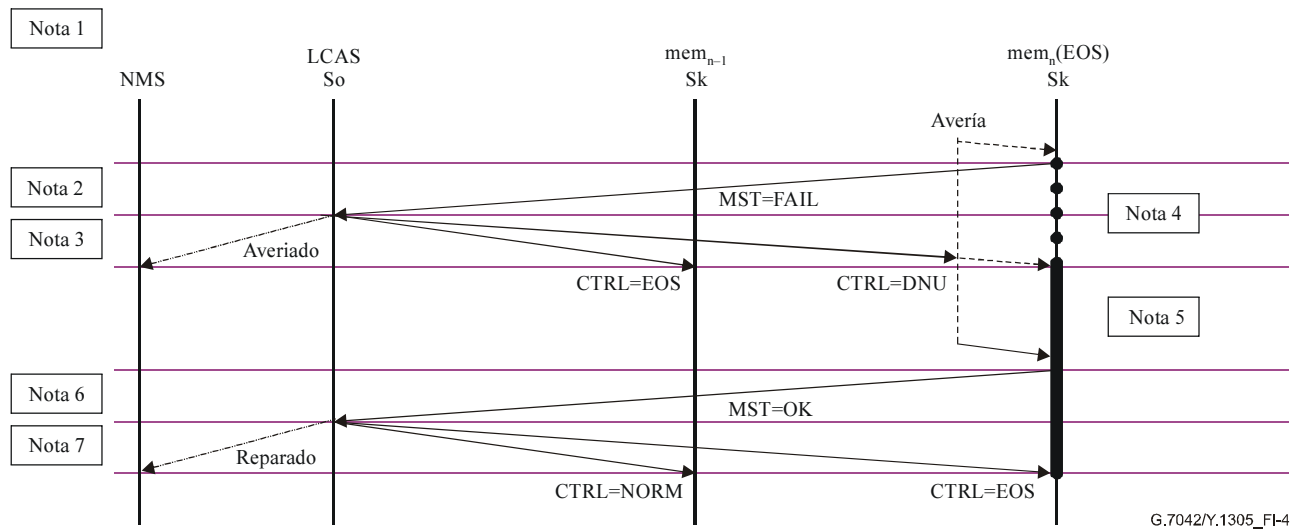 Nota 1
NMS
LCAS
So
mem n–1
Sk
mem n(EOS)
Sk
Avería
Nota 2
MST=FAIL
Nota 4
Nota 3
Averiado
CTRL=EOS
CTRL=DNU
Nota 5
Nota 6
MST=OK
Nota 7
Reparado
CTRL=NORM
CTRL=EOS
G.7042/Y.1305_FI-4